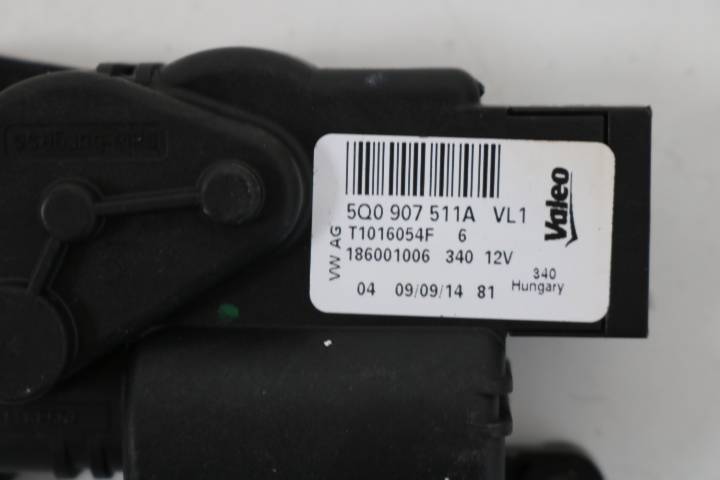 5Q0 907 511A VL1
T1016054F 6
186001006 340 12V
04 09/09/14 81
VW AG
Valeo
340
Hungary